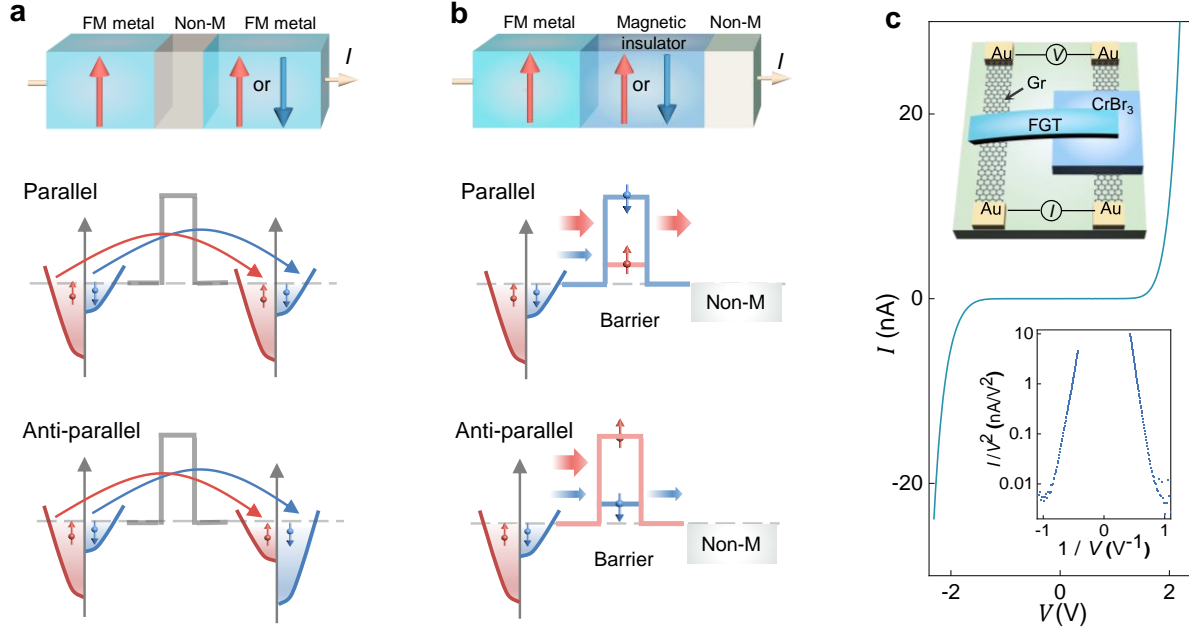 a
FM metal Non-M FM metal
or
I
Parallel
Anti-parallel
b
FM metal Magnetic insulator Non-M
or
I
Parallel
Barrier
Non-M
Anti-parallel
Barrier
Non-M
c
Au V Au
Gr
CrBr3
FGT
Au I Au
20
0
-20
I (nA)
-2 0 2
V (V)
10
1
0.1
0.01
I/V² (nA/V²)
-1 0 1
1 / V (V⁻¹)